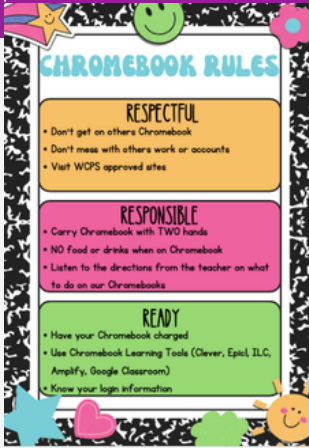 CHROMEBOOK RULES
RESPECTFUL
• Don't get on others Chromebook
• Don't mess with others work or accounts
• Visit WCPS approved sites
RESPONSIBLE
• Carry Chromebook with TWO hands
• NO food or drinks when on Chromebook
• Listen to the directions from the teacher on what
to do on our Chromebooks
READY
• Have your Chromebook charged
• Use Chromebook Learning Tools (Clever, Epic!, ILC,
Amplify, Google Classroom)
• Know your login information